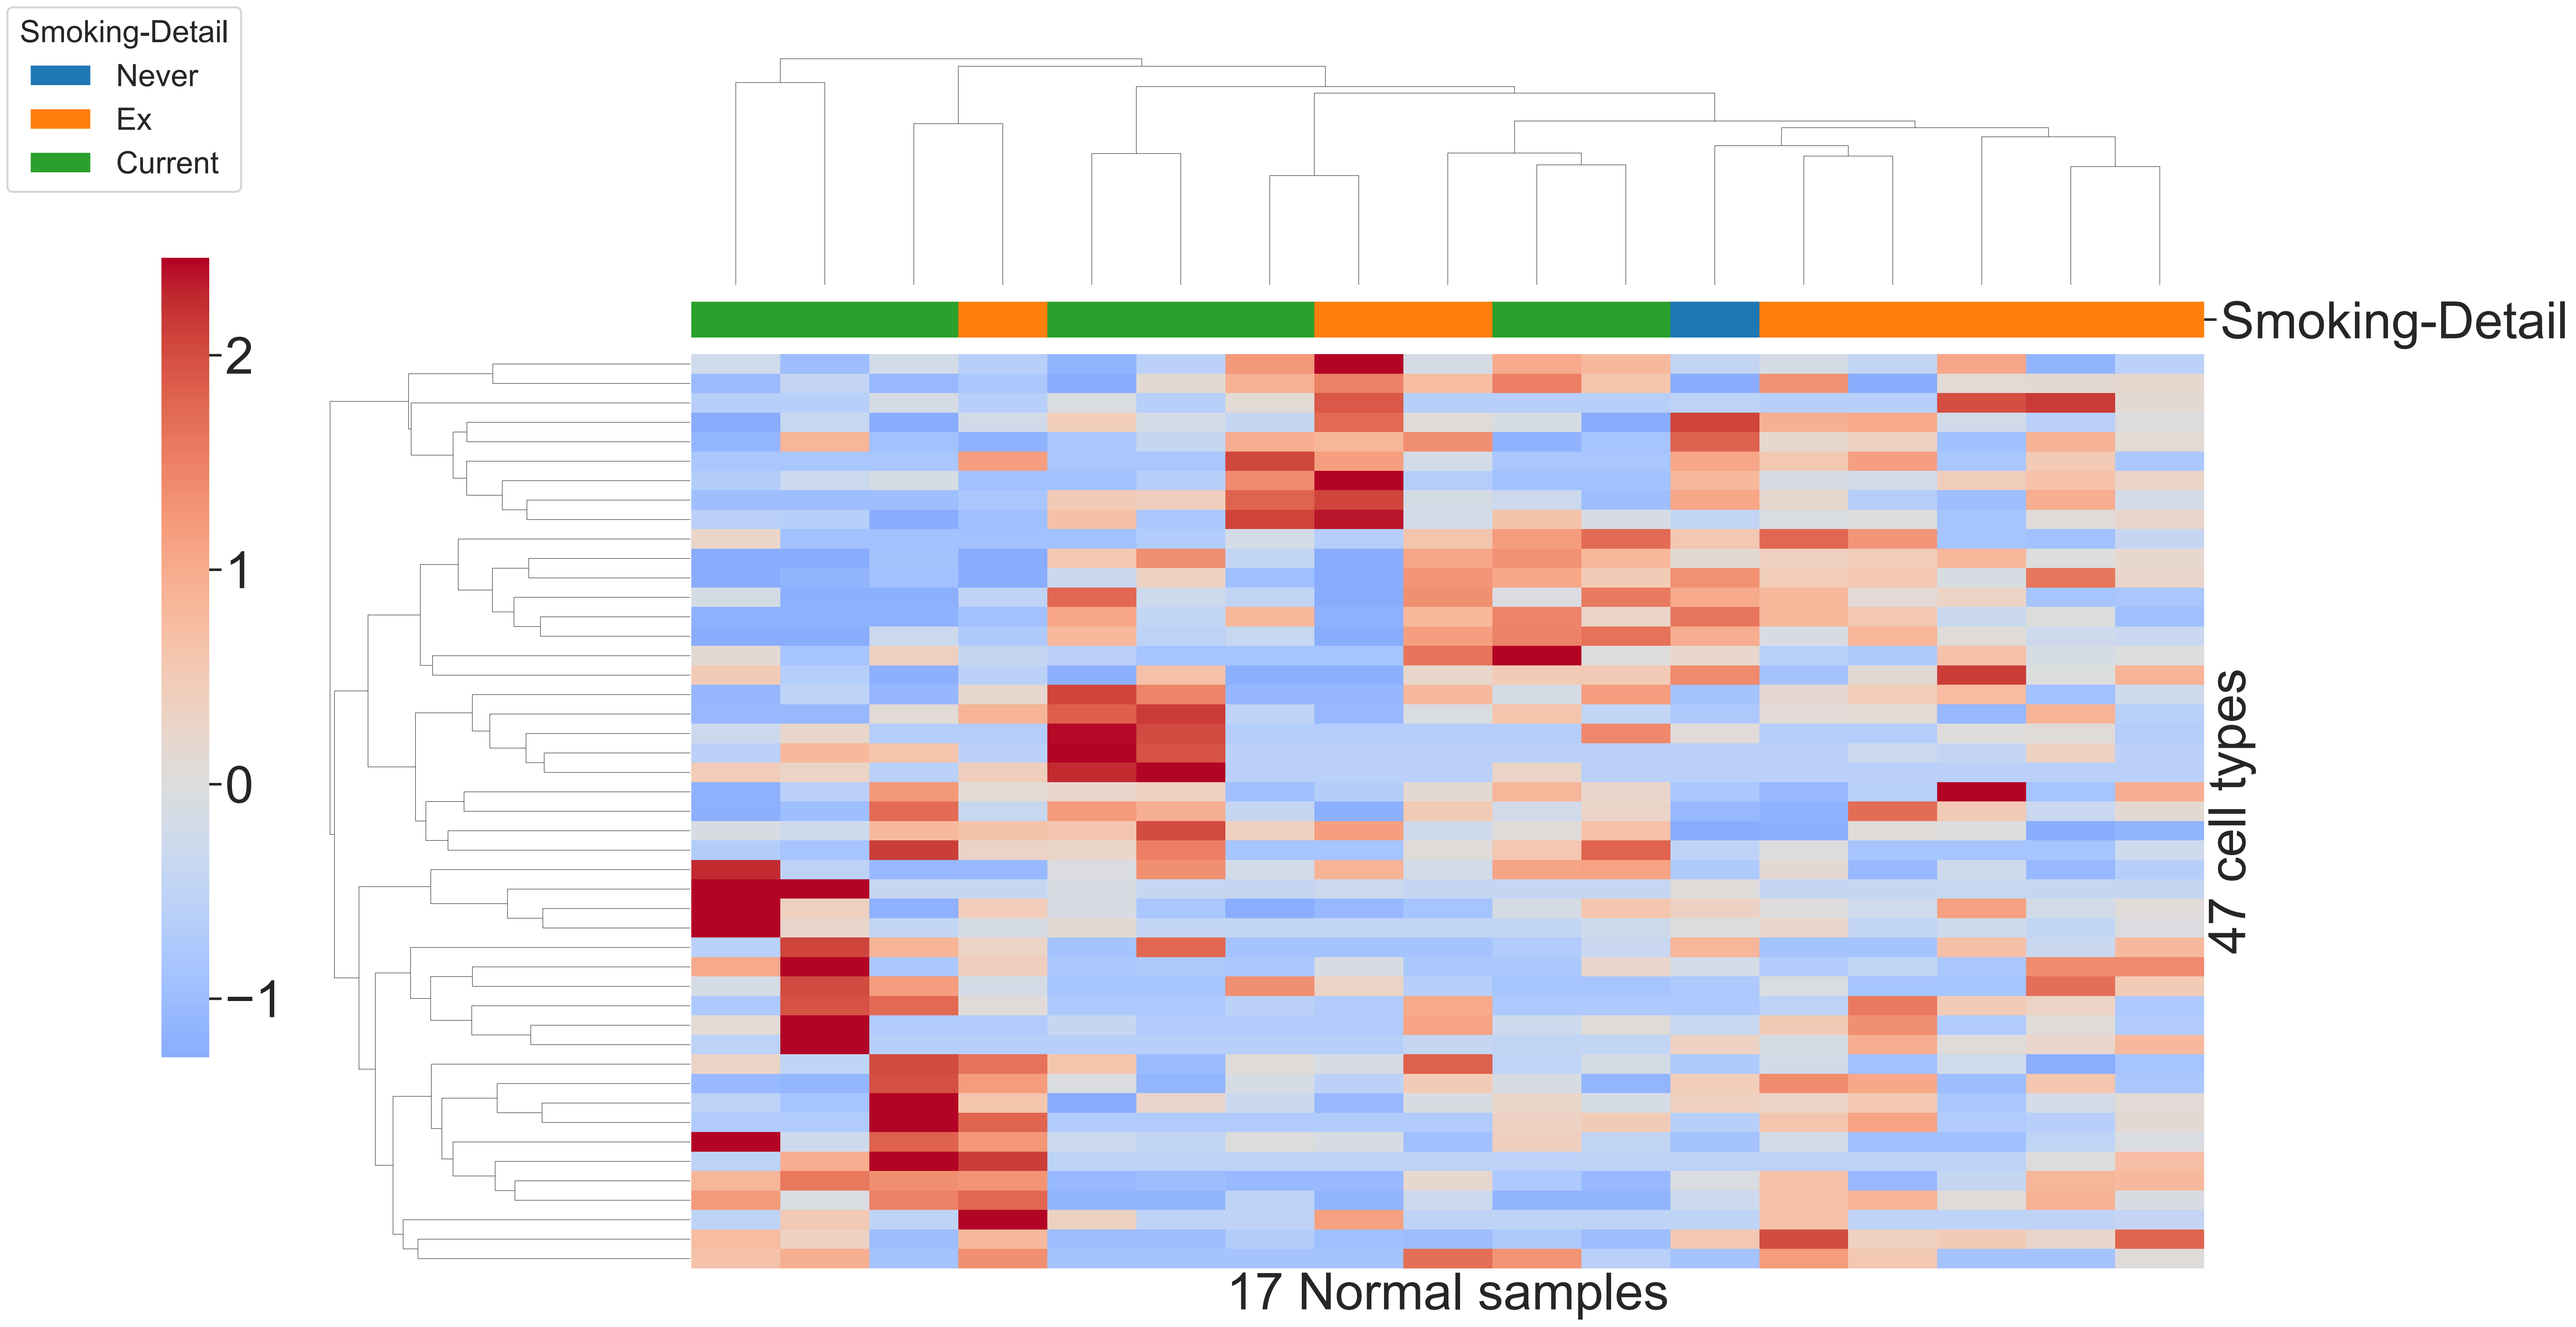 Smoking-Detail
Never
Ex
Current
Smoking-Detail
2
1
0
−1
47 cell types
17 Normal samples